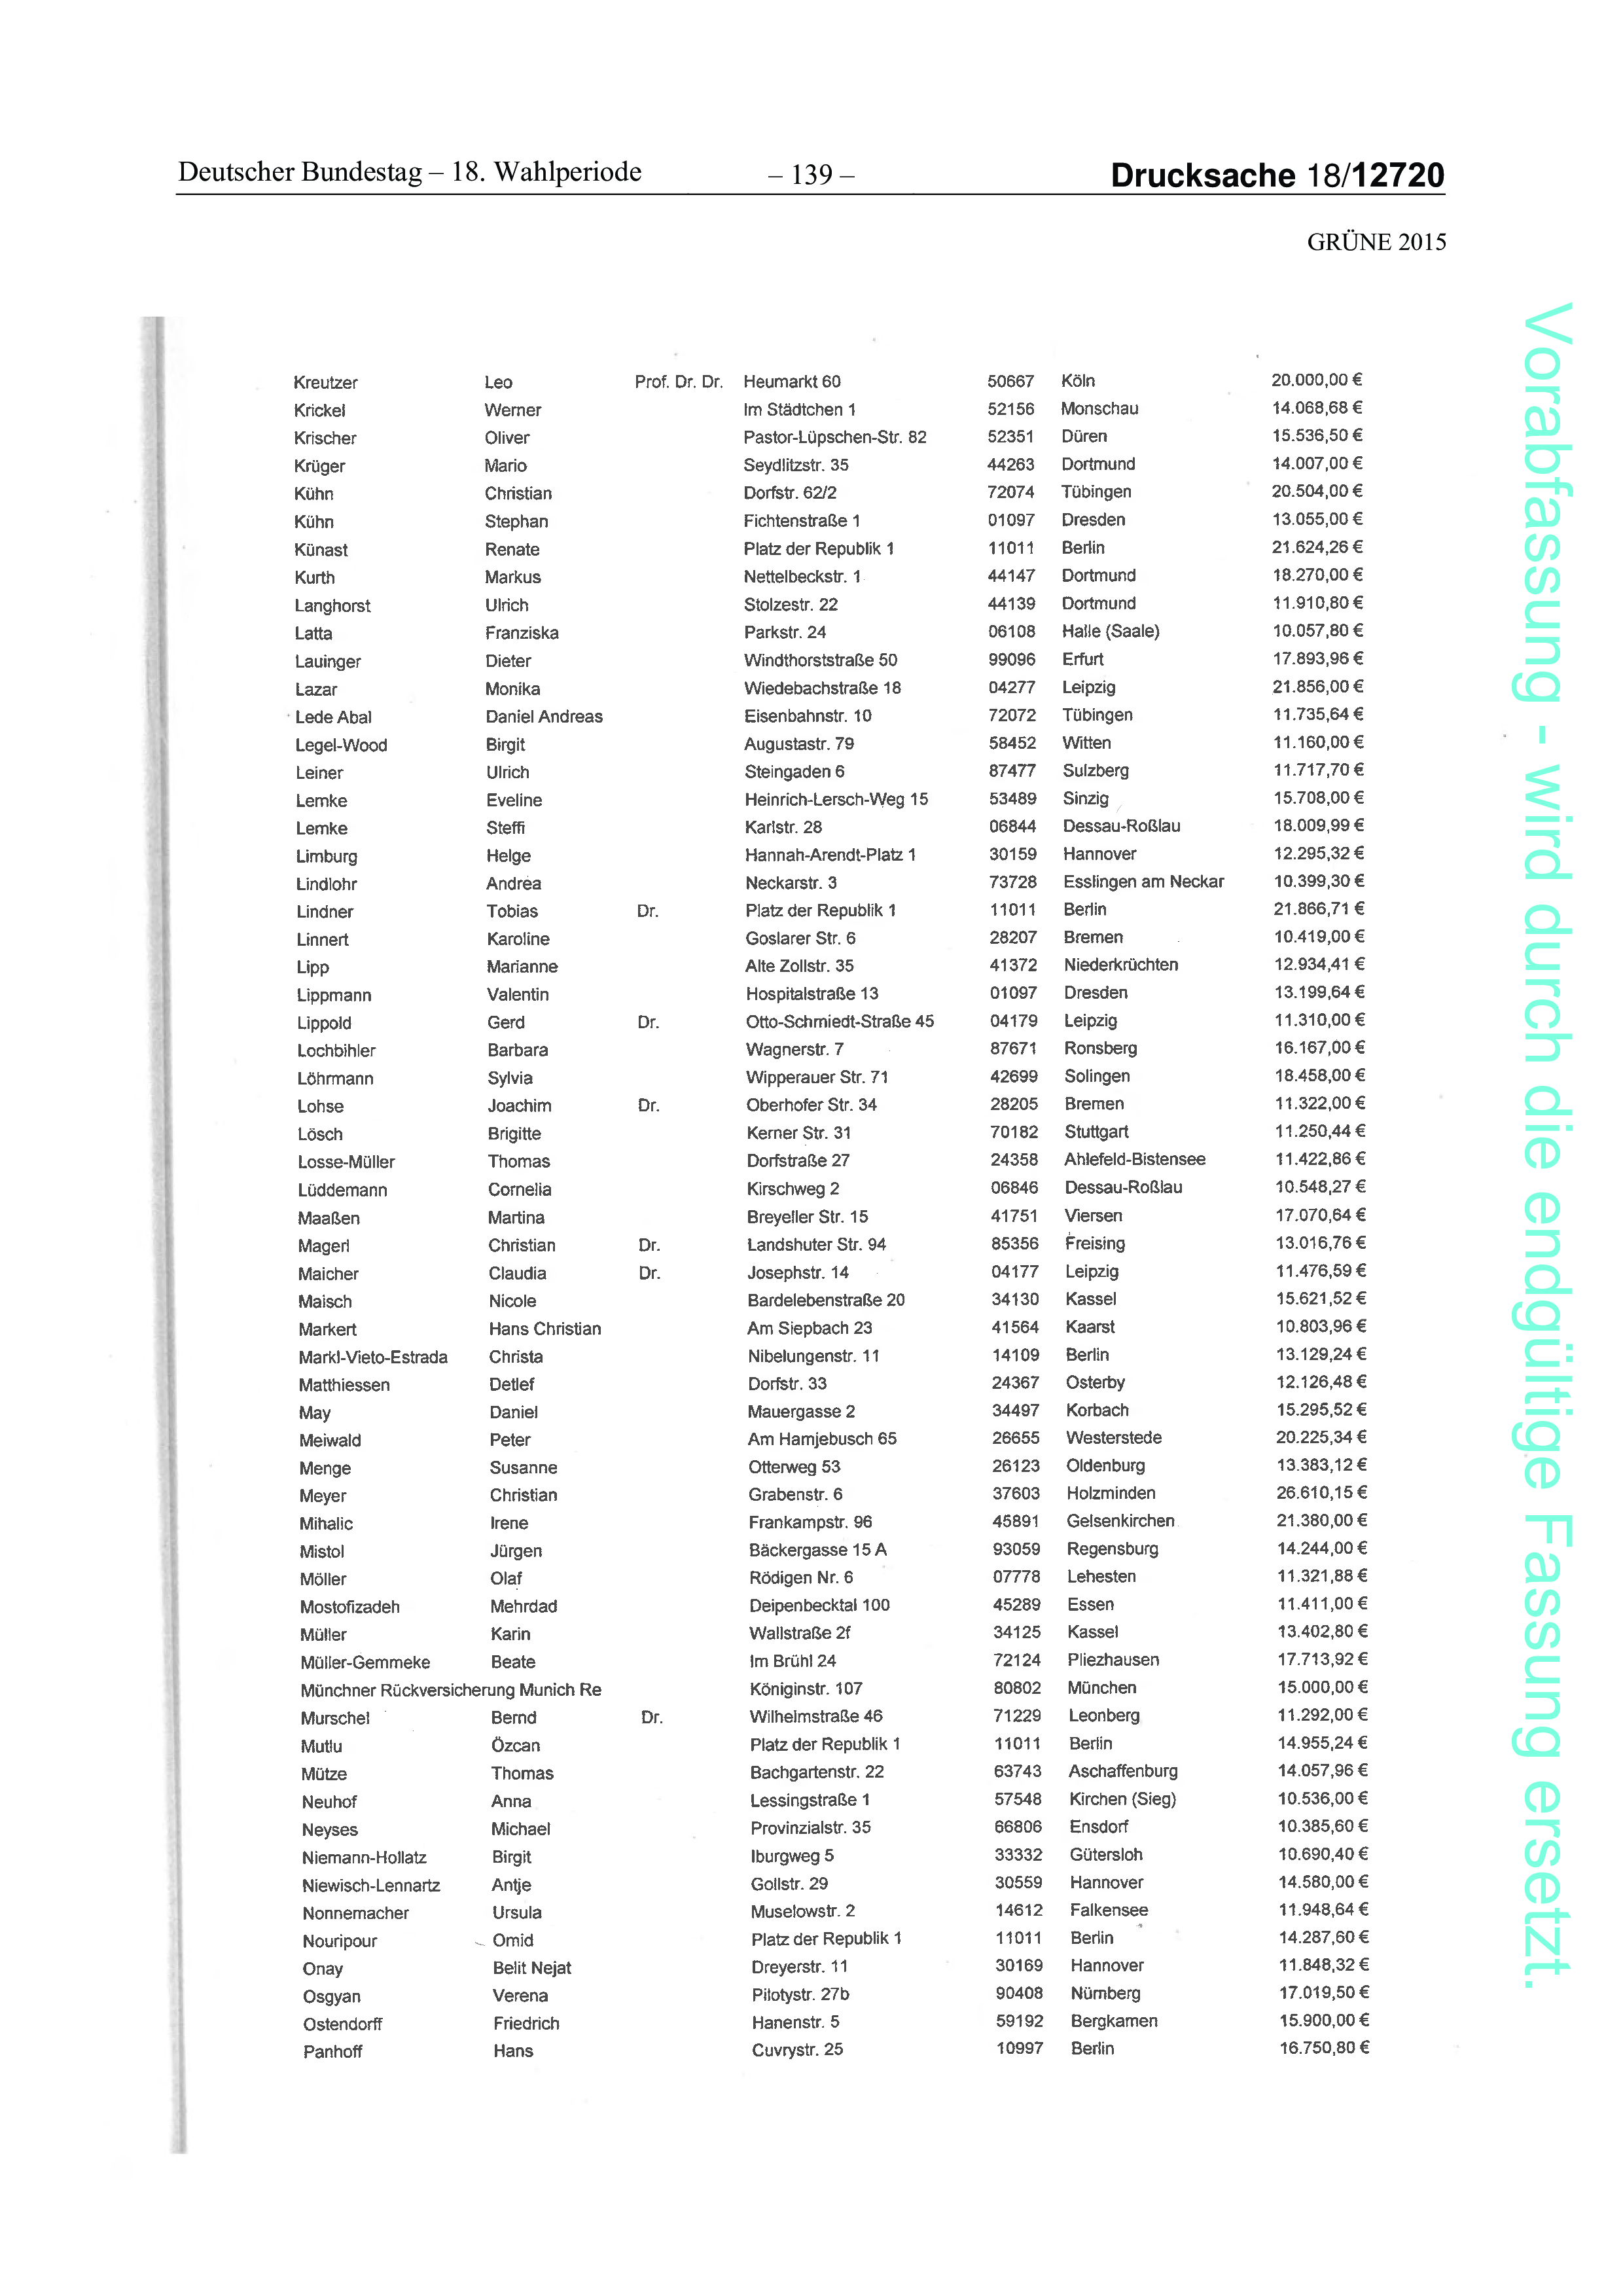 Deutscher Bundestag – 18. Wahlperiode – 139 – Drucksache 18/12720
GRÜNE 2015
Kreutzer Leo Prof. Dr. Dr. Heumarkt 60 50667 Köln 20.000,00 €
Krickel Werner Im Städtchen 1 52156 Monschau 14.068,68 €
Krischer Oliver Pastor-Lüpschen-Str. 82 52351 Düren 15.536,50 €
Krüger Mario Seydlitzstr. 35 44263 Dortmund 14.007,00 €
Kühn Christian Dorfstr. 62/2 72074 Tübingen 20.504,00 €
Kühn Stephan Fichtenstraße 1 01097 Dresden 13.055,00 €
Künast Renate Platz der Republik 1 11011 Berlin 21.624,26 €
Kurth Markus Nettelbeckstr. 1 44147 Dortmund 18.270,00 €
Langhorst Ulrich Stolzestr. 22 44139 Dortmund 11.910,80 €
Latta Franziska Parkstr. 24 06108 Halle (Saale) 10.057,80 €
Lauinger Dieter Windthorststraße 50 99096 Erfurt 17.893,96 €
Lazar Monika Wiedebachstraße 18 04277 Leipzig 21.856,00 €
Lede Abal Daniel Andreas Eisenbahnstr. 10 72072 Tübingen 11.735,64 €
Legel-Wood Birgit Augustastr. 79 58452 Witten 11.160,00 €
Leiner Ulrich Steingaden 6 87477 Sulzberg 11.717,70 €
Lemke Eveline Heinrich-Lersch-Weg 15 53489 Sinzig 15.708,00 €
Lemke Steffi Karlstr. 28 06844 Dessau-Roßlau 18.009,99 €
Limburg Helge Hannah-Arendt-Platz 1 30159 Hannover 12.295,32 €
Lindlohr Andrea Neckarstr. 3 73728 Esslingen am Neckar 10.399,30 €
Lindner Tobias Dr. Platz der Republik 1 11011 Berlin 21.866,71 €
Linnert Karoline Goslarer Str. 6 28207 Bremen 10.419,00 €
Lipp Marianne Alte Zollstr. 35 41372 Niederkrüchten 12.934,41 €
Lippmann Valentin Hospitalstraße 13 01097 Dresden 13.199,64 €
Lippold Gerd Dr. Otto-Schmiedt-Straße 45 04179 Leipzig 11.310,00 €
Lochbihler Barbara Wagnerstr. 7 87671 Ronsberg 16.167,00 €
Löhrmann Sylvia Wipperauer Str. 71 42699 Solingen 18.458,00 €
Lohse Joachim Dr. Oberhofer Str. 34 28205 Bremen 11.322,00 €
Lösch Brigitte Kerner Str. 31 70182 Stuttgart 11.250,44 €
Losse-Müller Thomas Dorfstraße 27 24358 Ahlefeld-Bistensee 11.422,86 €
Lüddemann Cornelia Kirschweg 2 06846 Dessau-Roßlau 10.548,27 €
Maaßen Martina Breyeller Str. 15 41751 Viersen 17.070,64 €
Magerl Christian Dr. Landshuter Str. 94 85356 Freising 13.016,76 €
Maicher Claudia Dr. Josephstr. 14 04177 Leipzig 11.476,59 €
Maisch Nicole Bardelebenstraße 20 34130 Kassel 15.621,52 €
Markert Hans Christian Am Siepbach 23 41564 Kaarst 10.803,96 €
Markl-Vieto-Estrada Christa Nibelungenstr. 11 14109 Berlin 13.129,24 €
Matthiessen Detlef Dorfstr. 33 24367 Osterby 12.126,48 €
May Daniel Mauergasse 2 34497 Korbach 15.295,52 €
Meiwald Peter Am Hamjebusch 65 26655 Westerstede 20.225,34 €
Menge Susanne Otterweg 53 26123 Oldenburg 13.383,12 €
Meyer Christian Grabenstr. 6 37603 Holzminden 26.610,15 €
Mihalic Irene Frankampstr. 96 45891 Gelsenkirchen 21.380,00 €
Mistol Jürgen Bäckergasse 15 A 93059 Regensburg 14.244,00 €
Möller Olaf Rödigen Nr. 6 07778 Lehesten 11.321,88 €
Mostofizadeh Mehrdad Deipenbecktal 100 45289 Essen 11.411,00 €
Müller Karin Wallstraße 2f 34125 Kassel 13.402,80 €
Müller-Gemmeke Beate Im Brühl 24 72124 Pliezhausen 17.713,92 €
Münchner Rückversicherung Munich Re Königinstr. 107 80802 München 15.000,00 €
Murschel Bernd Dr. Wilhelmstraße 46 71229 Leonberg 11.292,00 €
Mutlu Özcan Platz der Republik 1 11011 Berlin 14.955,24 €
Mütze Thomas Bachgartenstr. 22 63743 Aschaffenburg 14.057,96 €
Neuhof Anna Lessingstraße 1 57548 Kirchen (Sieg) 10.536,00 €
Neyses Michael Provinzialstr. 35 66806 Ensdorf 10.385,60 €
Niemann-Hollatz Birgit Iburgweg 5 33332 Gütersloh 10.690,40 €
Niewisch-Lennartz Antje Gollstr. 29 30559 Hannover 14.580,00 €
Nonnemacher Ursula Muselowstr. 2 14612 Falkensee 11.948,64 €
Nouripour Omid Platz der Republik 1 11011 Berlin 14.287,60 €
Onay Belit Nejat Dreyerstr. 11 30169 Hannover 11.848,32 €
Osgyan Verena Pilotystr. 27b 90408 Nürnberg 17.019,50 €
Ostendorff Friedrich Hanenstr. 5 59192 Bergkamen 15.900,00 €
Panhoff Hans Cuvrystr. 25 10997 Berlin 16.750,80 €
Vorabfassung - wird durch die endgültige Fassung ersetzt.